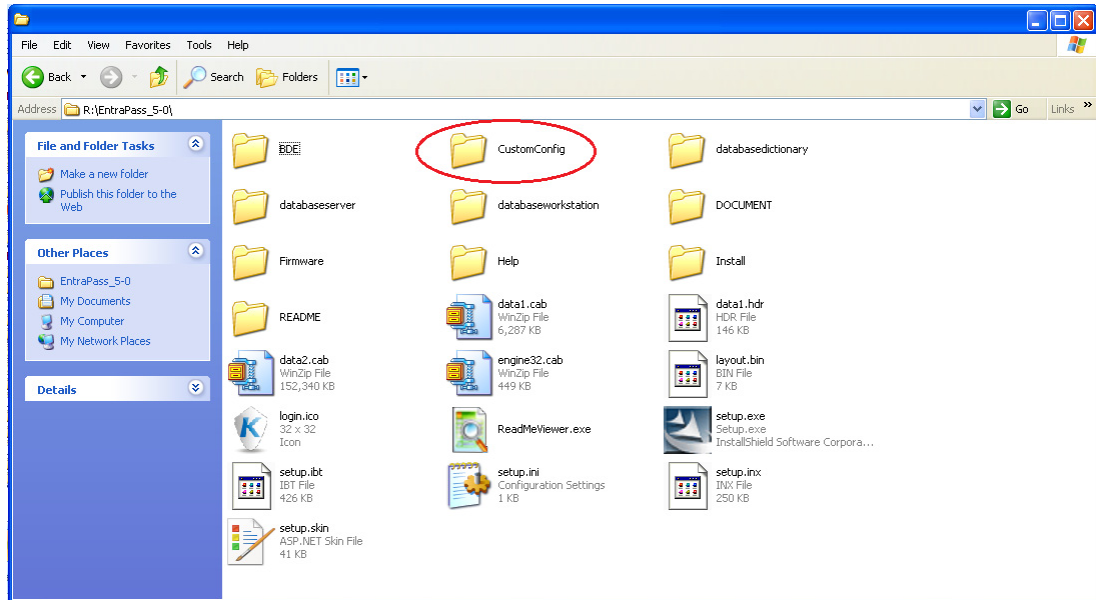 File Edit View Favorites Tools Help
Back Search Folders
Address R:\EntraPass_5-0\ Go Links »
File and Folder Tasks
Make a new folder
Publish this folder to the
Web
Other Places
EntraPass_5-0
My Documents
My Computer
My Network Places
Details
BDE
CustomConfig
databasedictionary
databaseserver
databaseworkstation
DOCUMENT
Firmware
Help
Install
README
data1.cab
WinZip File
6,287 KB
data1.hdr
HDR File
146 KB
data2.cab
WinZip File
152,340 KB
engine32.cab
WinZip File
449 KB
layout.bin
BIN File
7 KB
login.ico
32 x 32
Icon
ReadMeViewer.exe
setup.exe
Setup.exe
InstallShield Software Corpora...
setup.ibt
IBT File
426 KB
setup.ini
Configuration Settings
1 KB
setup.inx
INX File
250 KB
setup.skin
ASP.NET Skin File
41 KB